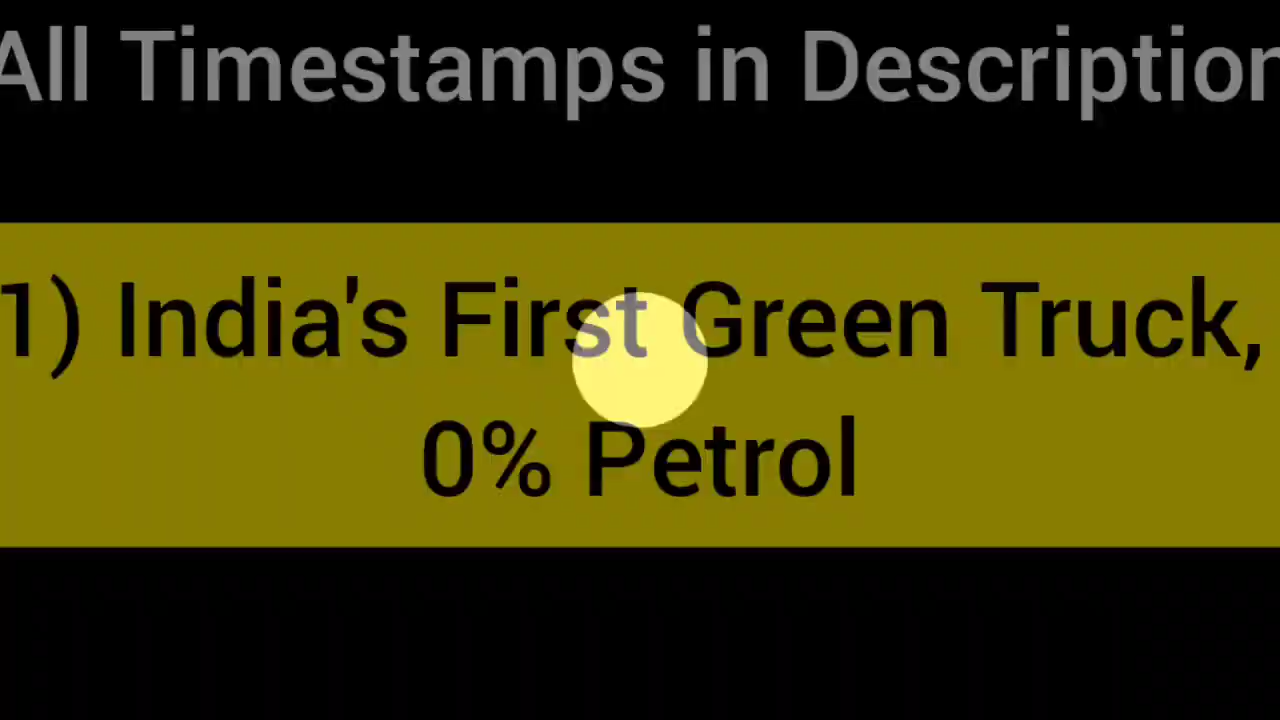 All Timestamps in Description
1) India's First Green Truck,
0% Petrol